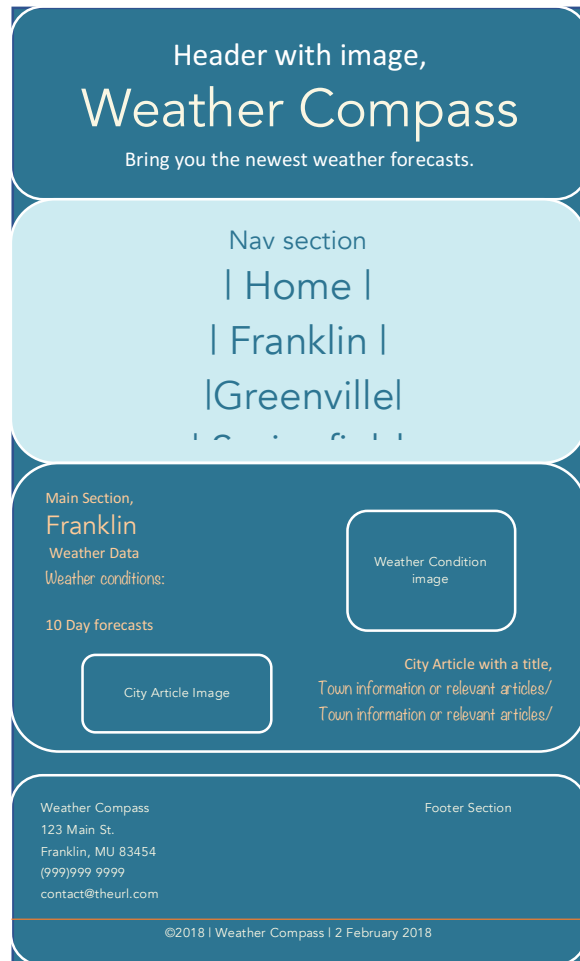 Header with image,
Weather Compass
Bring you the newest weather forecasts.
Nav section
| Home |
| Franklin |
|Greenville|
Main Section,
Franklin
Weather Data
Weather conditions:
10 Day forecasts
Weather Condition
image
City Article Image
City Article with a title,
Town information or relevant articles/
Town information or relevant articles/
Weather Compass
123 Main St.
Franklin, MU 83454
(999)999 9999
contact@theurl.com
Footer Section
©2018 | Weather Compass | 2 February 2018